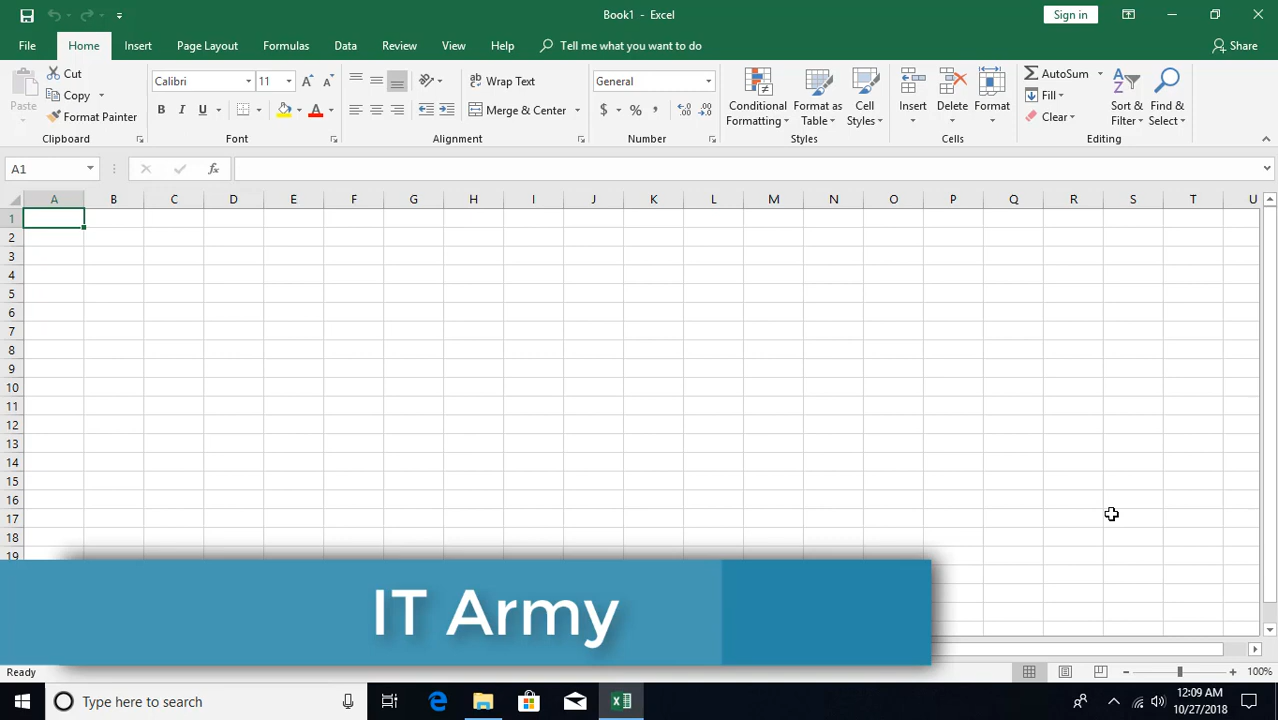 Book1 - Excel
Sign in
File Home Insert Page Layout Formulas Data Review View Help Tell me what you want to do Share
Paste
Cut
Copy
Format Painter
Clipboard
Calibri 11
B I U A
Font
Wrap Text
Merge & Center
Alignment
General
$ % ,
Number
Conditional Formatting
Format as Table
Cell Styles
Styles
Insert
Delete
Format
Cells
AutoSum
Fill
Clear
Sort & Filter
Find & Select
Editing
A1
fx
A B C D E F G H I J K L M N O P Q R S T U
1
2
3
4
5
6
7
8
9
10
11
12
13
14
15
16
17
18
19
IT Army
Ready
100%
Type here to search
12:09 AM
10/27/2018